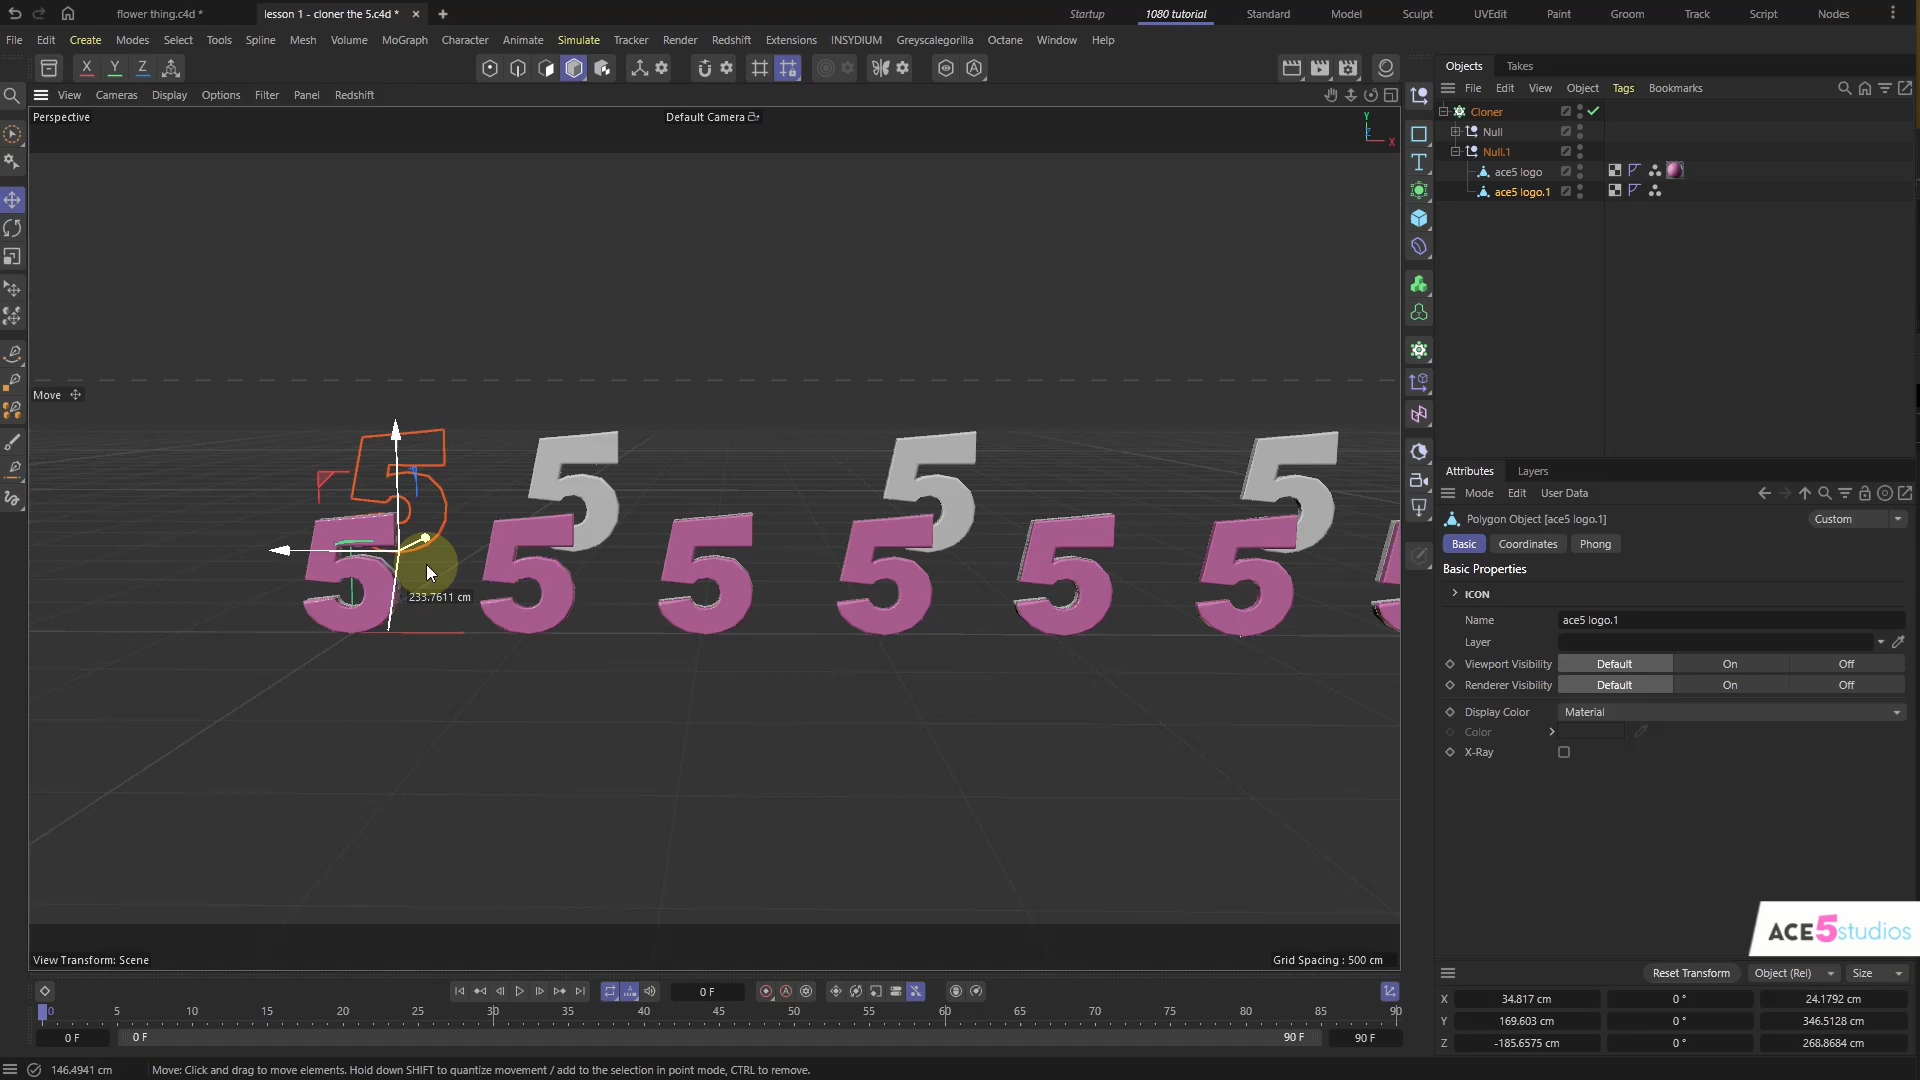 flower thing.c4d *
lesson 1 - cloner the 5.c4d *
Startup
1080 tutorial
Standard
Model
Sculpt
UVEdit
Paint
Groom
Track
Script
Nodes
File Edit Create Modes Select Tools Spline Mesh Volume MoGraph Character Animate Simulate Tracker Render Redshift Extensions INSYDIUM Greyscalegorilla Octane Window Help
X Y Z
Objects Takes
View Cameras Display Options Filter Panel Redshift
File Edit View Object Tags Bookmarks
Perspective
Default Camera
Y
Z
X
Cloner
Null
Null.1
ace5 logo
ace5 logo.1
Move
5 5 5 5
5 5 5 5 5 5
233.7611 cm
Attributes Layers
Mode Edit User Data
Polygon Object [ace5 logo.1]
Custom
Basic Coordinates Phong
Basic Properties
ICON
Name ace5 logo.1
Layer
Viewport Visibility Default On Off
Renderer Visibility Default On Off
Display Color Material
Color
X-Ray
ACE5studios
View Transform: Scene
Grid Spacing : 500 cm
Reset Transform Object (Rel) Size
0 F
0 5 10 15 20 25 30 35 40 45 50 55 60 65 70 75 80 85 90
0 F 0 F 90 F 90 F
X 34.817 cm 0 ° 24.1792 cm
Y 169.603 cm 0 ° 346.5128 cm
Z -185.6575 cm 0 ° 268.8684 cm
146.4941 cm
Move: Click and drag to move elements. Hold down SHIFT to quantize movement / add to the selection in point mode, CTRL to remove.